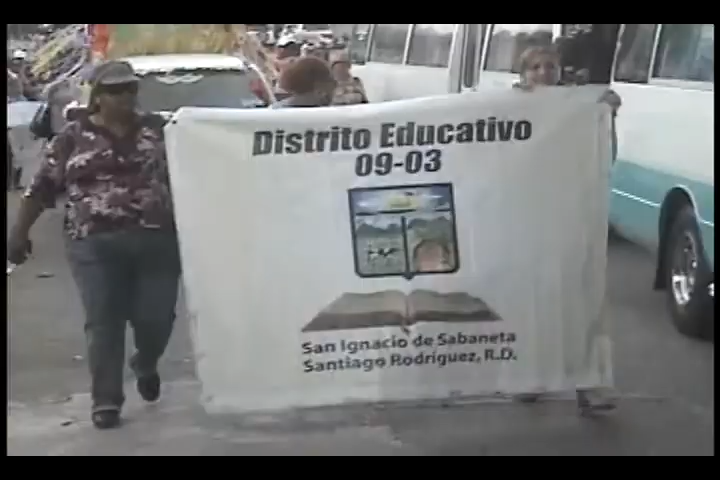 Distrito Educativo
09-03
San Ignacio de Sabaneta
Santiago Rodríguez, R.D.